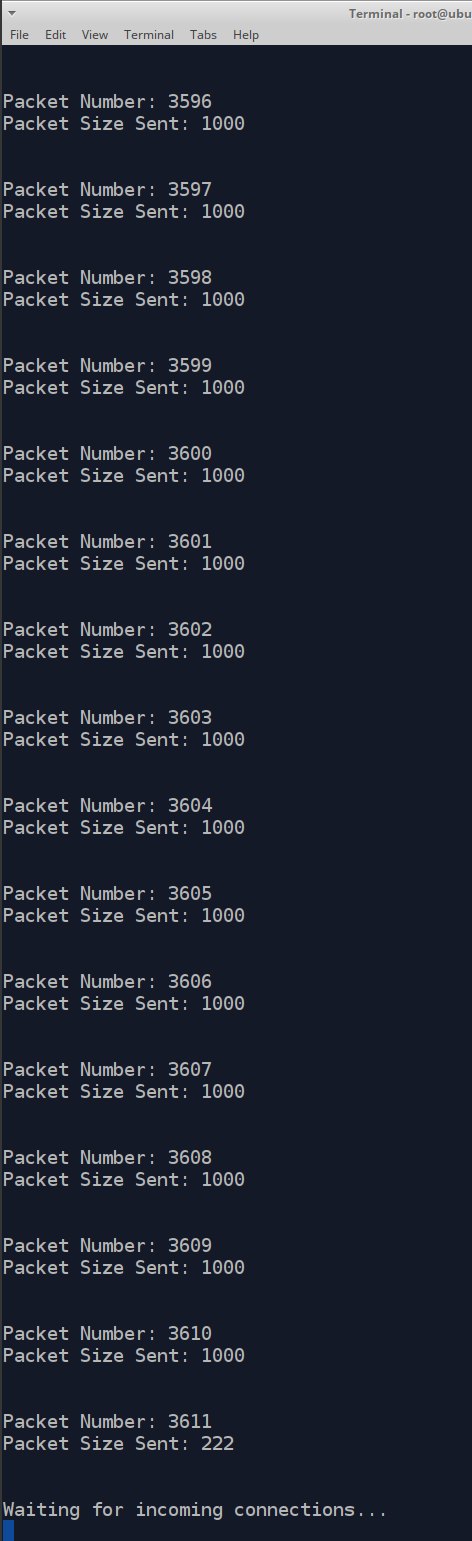 Terminal - root@ubu
File Edit View Terminal Tabs Help
Packet Number: 3596
Packet Size Sent: 1000
Packet Number: 3597
Packet Size Sent: 1000
Packet Number: 3598
Packet Size Sent: 1000
Packet Number: 3599
Packet Size Sent: 1000
Packet Number: 3600
Packet Size Sent: 1000
Packet Number: 3601
Packet Size Sent: 1000
Packet Number: 3602
Packet Size Sent: 1000
Packet Number: 3603
Packet Size Sent: 1000
Packet Number: 3604
Packet Size Sent: 1000
Packet Number: 3605
Packet Size Sent: 1000
Packet Number: 3606
Packet Size Sent: 1000
Packet Number: 3607
Packet Size Sent: 1000
Packet Number: 3608
Packet Size Sent: 1000
Packet Number: 3609
Packet Size Sent: 1000
Packet Number: 3610
Packet Size Sent: 1000
Packet Number: 3611
Packet Size Sent: 222
Waiting for incoming connections...